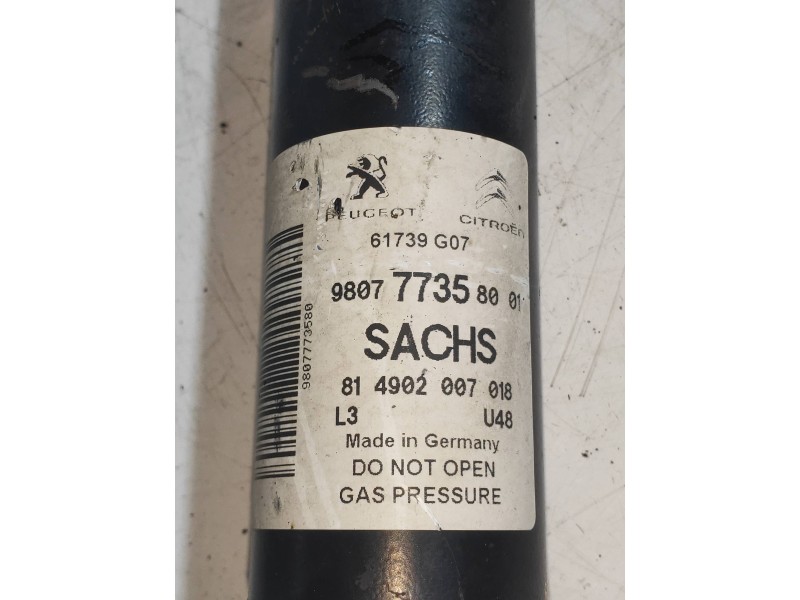 PEUGEOT CITROËN
61739 G07
9807 7735 80 01
SACHS
81 4902 007 018
L3 U48
Made in Germany
DO NOT OPEN
GAS PRESSURE
9807773580